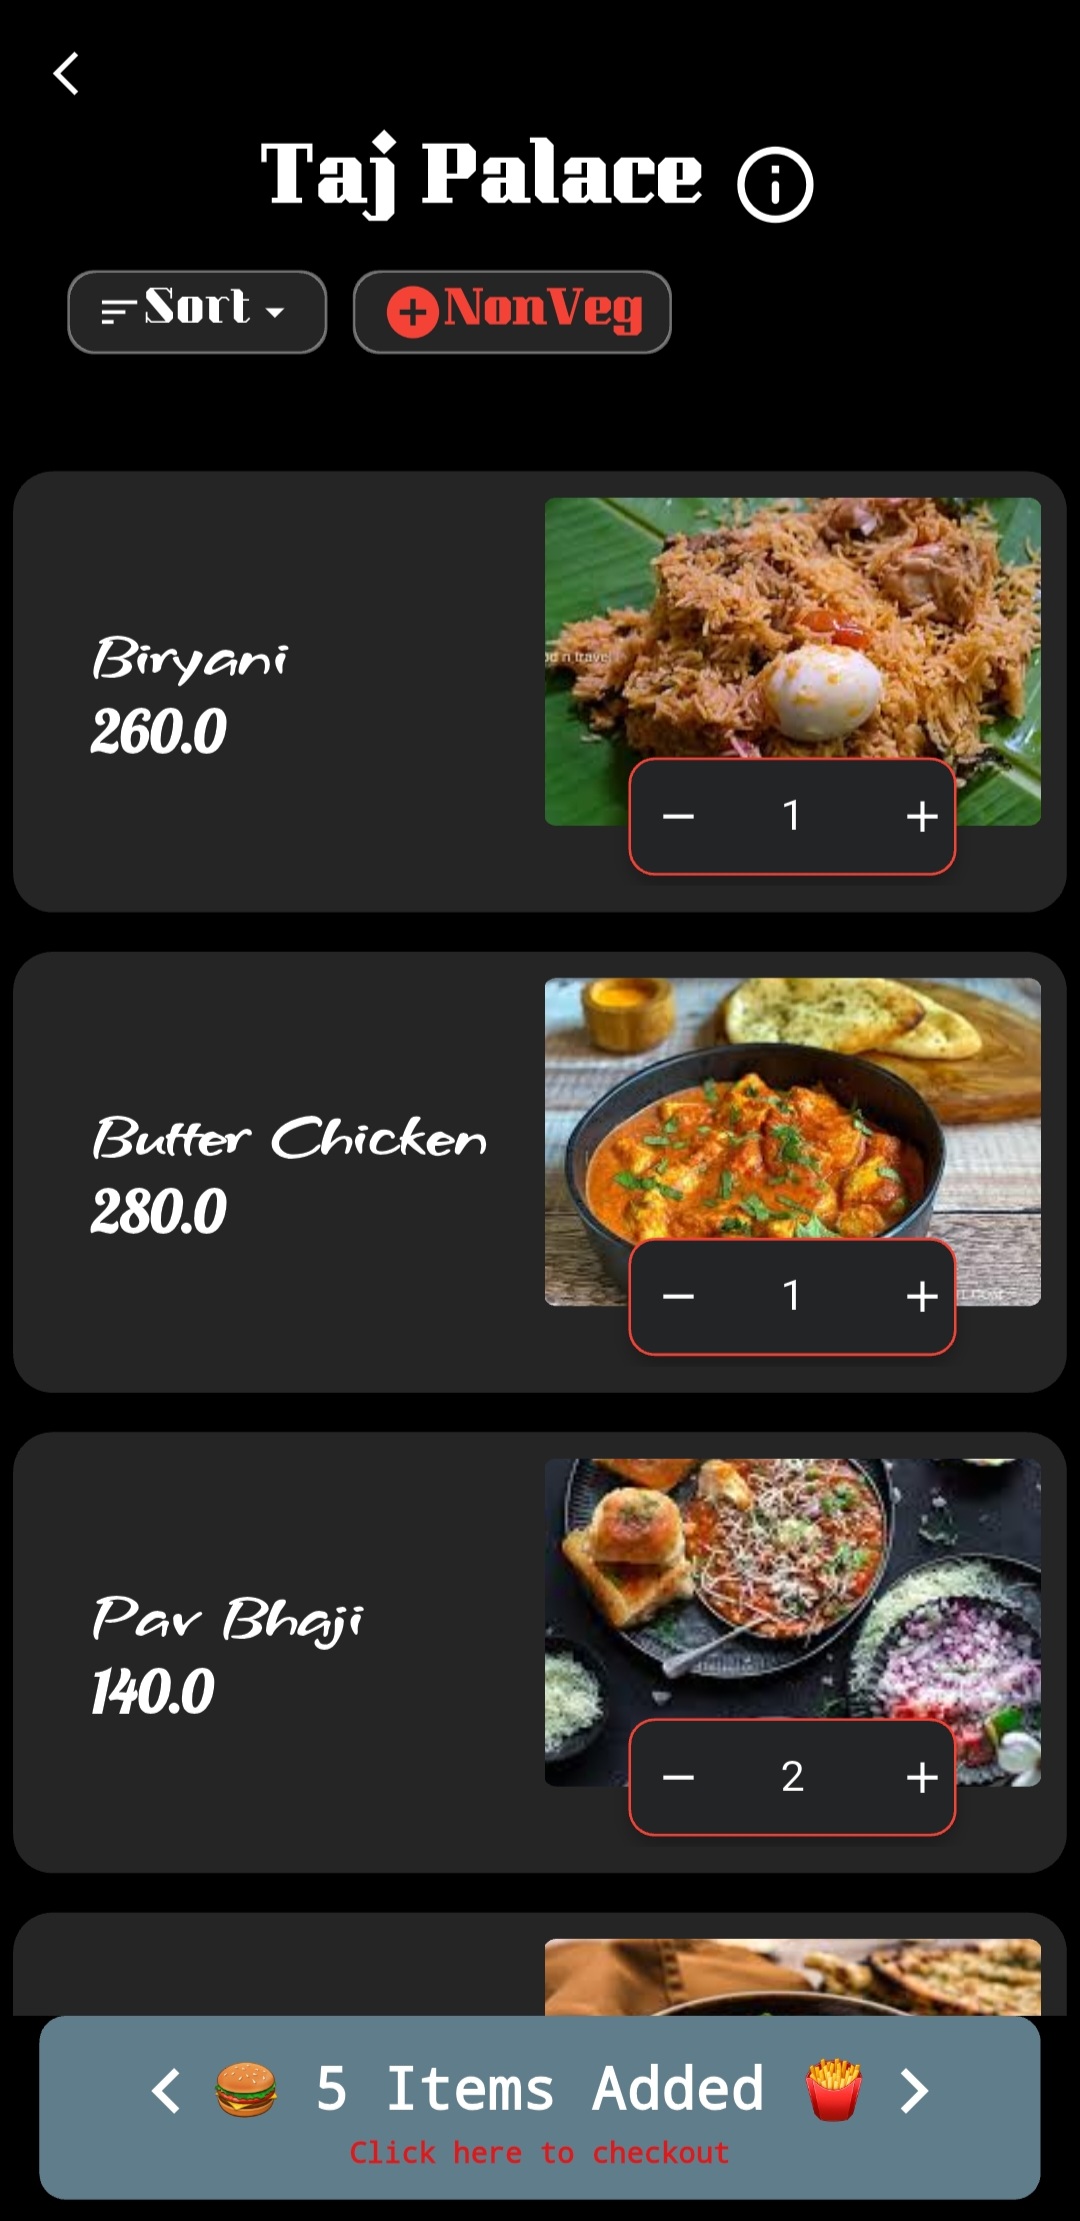 Taj Palace
Sort
NonVeg
Biryani
260.0
1
Butter Chicken
280.0
1
Pav Bhaji
140.0
2
5 Items Added
Click here to checkout